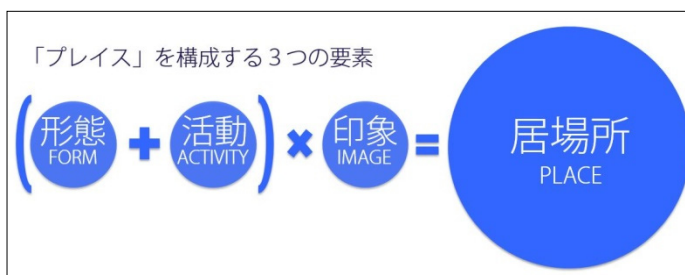 「プレイス」を構成する3つの要素
(形態 + 活動) × 印象 = 居場所
FORM ACTIVITY IMAGE PLACE